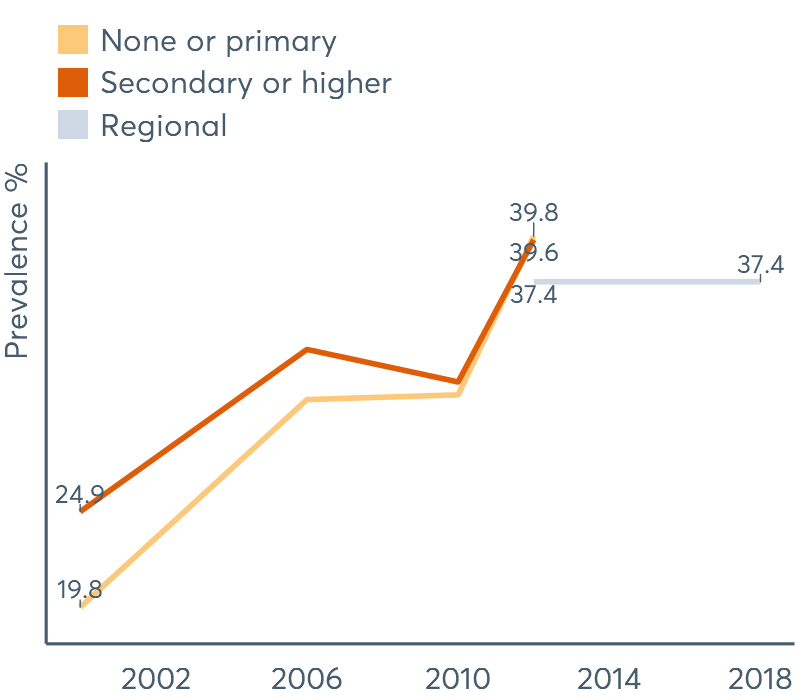 None or primary
Secondary or higher
Regional
Prevalence %
39.8
39.6
37.4
37.4
24.9
19.8
2002 2006 2010 2014 2018